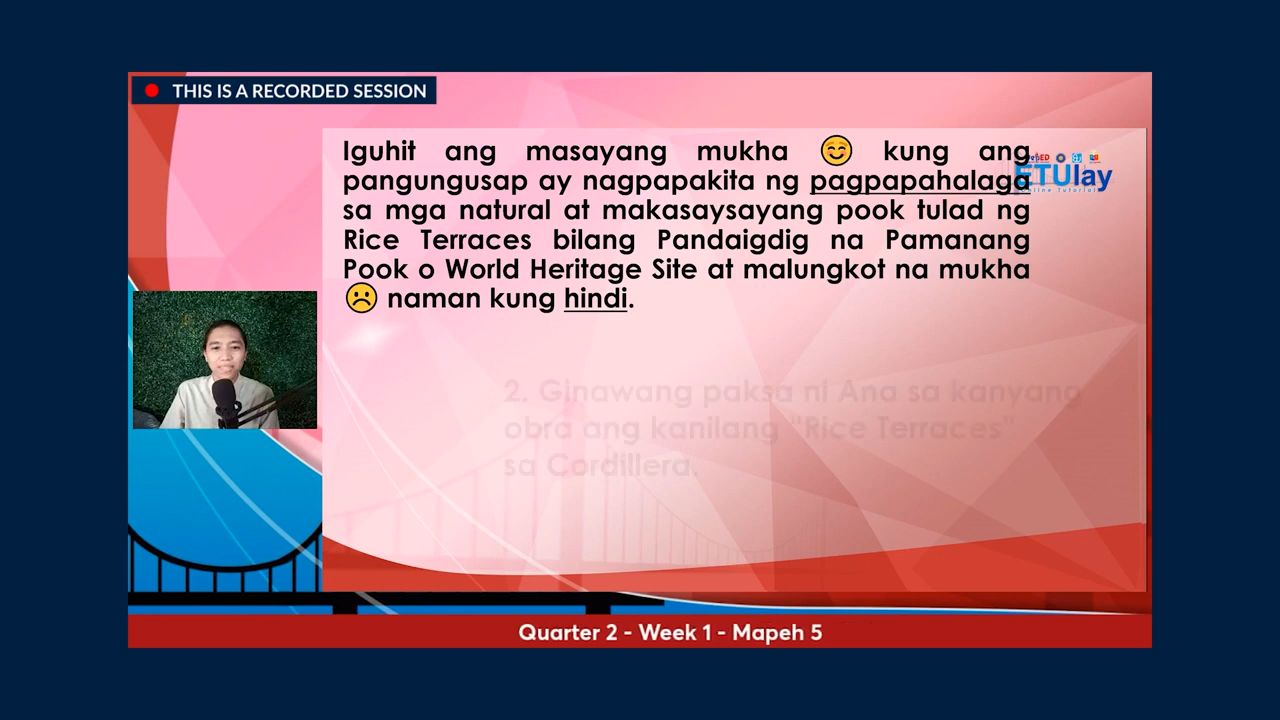 THIS IS A RECORDED SESSION
Iguhit ang masayang mukha 😊 kung ang
pangungusap ay nagpapakita ng pagpapahalaga
sa mga natural at makasaysayang pook tulad ng
Rice Terraces bilang Pandaigdig na Pamanang
Pook o World Heritage Site at malungkot na mukha
☹️ naman kung hindi.
ETUlay
Online Tutorial
2. Ginawang paksa ni Ana sa kanyang
obra ang kanilang "Rice Terraces"
sa Cordillera.
Quarter 2 - Week 1 - Mapeh 5